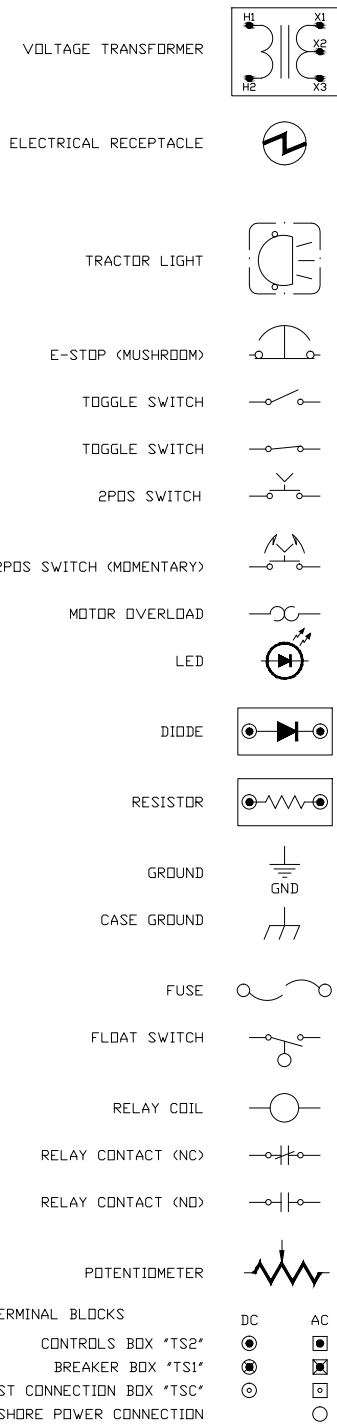 H1 X1
VOLTAGE TRANSFORMER X2
H2 X3
ELECTRICAL RECEPTACLE
TRACTOR LIGHT
E-STOP (MUSHROOM)
TOGGLE SWITCH
TOGGLE SWITCH
2POS SWITCH
2POS SWITCH (MOMENTARY)
MOTOR OVERLOAD
LED
DIODE
RESISTOR
GROUND
GND
CASE GROUND
FUSE
FLOAT SWITCH
RELAY COIL
RELAY CONTACT (NC)
RELAY CONTACT (NO)
POTENTIOMETER
ERMINAL BLOCKS DC AC
CONTROLS BOX "TS2"
BREAKER BOX "TS1"
ST CONNECTION BOX "TSC"
SHORE POWER CONNECTION